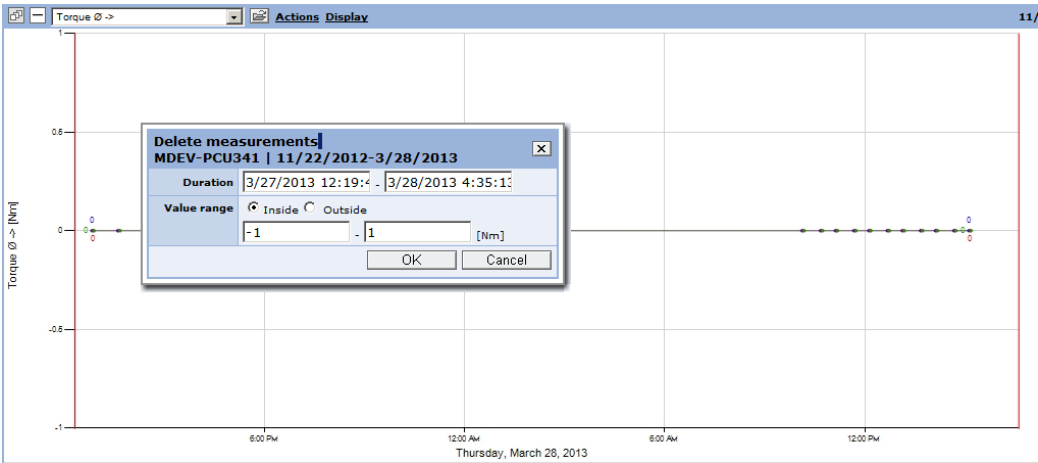 Torque Ø -> Actions Display 11/
1
0.5
Delete measurements
MDEV-PCU341 | 11/22/2012-3/28/2013
Duration 3/27/2013 12:19:4 - 3/28/2013 4:35:13
Value range Inside Outside
-1 - 1 [Nm]
OK Cancel
Torque Ø -> [Nm]
0 0
0 0 0
0 0
-0.5
-1
6:00 PM 12:00 AM 6:00 AM 12:00 PM
Thursday, March 28, 2013